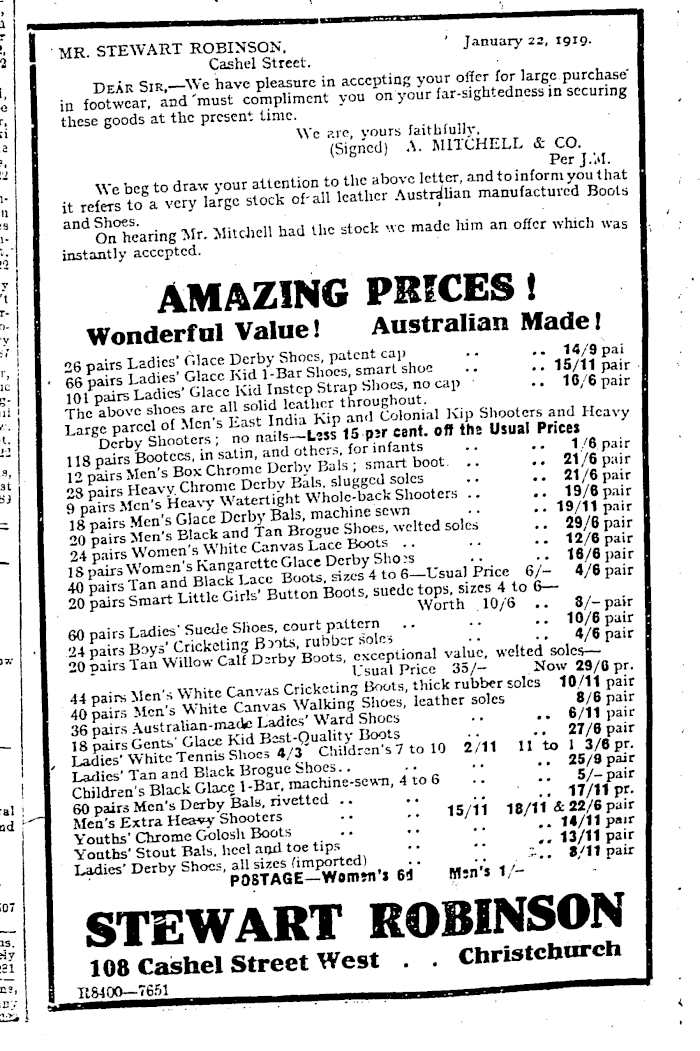 MR. STEWART ROBINSON, January 22, 1919.
Cashel Street.
DEAR SIR,—We have pleasure in accepting your offer for large purchase
in footwear, and must compliment you on your far-sightedness in securing
these goods at the present time.
We are, yours faithfully,
(Signed) A. MITCHELL & CO.
Per J.M.
We beg to draw your attention to the above letter, and to inform you that
it refers to a very large stock of all leather Australian manufactured Boots
and Shoes.
On hearing Mr. Mitchell had the stock we made him an offer which was
instantly accepted.
AMAZING PRICES!
Wonderful Value! Australian Made!
26 pairs Ladies' Glace Derby Shoes, patent cap .. .. 14/9 pai
66 pairs Ladies' Glace Kid 1-Bar Shoes, smart shoe .. .. 15/11 pair
101 pairs Ladies' Glace Kid Instep Strap Shoes, no cap .. 16/6 pair
The above shoes are all solid leather throughout.
Large parcel of Men's East India Kip and Colonial Kip Shooters and Heavy
Derby Shooters; no nails—Less 15 per cent. off the Usual Prices
118 pairs Bootees, in satin, and others, for infants .. .. 1/6 pair
12 pairs Men's Box Chrome Derby Bals; smart boot. .. .. 21/6 pair
28 pairs Heavy Chrome Derby Bals, slugged soles .. .. 21/6 pair
9 pairs Men's Heavy Watertight Whole-back Shooters .. .. 19/6 pair
18 pairs Men's Glace Derby Bals, machine sewn .. .. 19/11 pair
20 pairs Men's Black and Tan Brogue Shoes, welted soles .. 29/6 pair
24 pairs Women's White Canvas Lace Boots .. .. .. 12/6 pair
18 pairs Women's Kangarette Glace Derby Shoes .. .. 16/6 pair
40 pairs Tan and Black Lace Boots, sizes 4 to 6—Usual Price 6/- 4/6 pair
20 pairs Smart Little Girls' Button Boots, suede tops, sizes 4 to 6—
Worth 10/6 .. 8/- pair
60 pairs Ladies' Suede Shoes, court pattern .. .. .. 10/6 pair
24 pairs Boys' Cricketing Boots, rubber soles .. .. 4/6 pair
20 pairs Tan Willow Calf Derby Boots, exceptional value, welted soles—
Usual Price 35/- Now 29/6 pr.
44 pairs Men's White Canvas Cricketing Boots, thick rubber soles 10/11 pair
40 pairs Men's White Canvas Walking Shoes, leather soles 8/6 pair
36 pairs Australian-made Ladies' Ward Shoes .. .. 6/11 pair
18 pairs Gents' Glace Kid Best-Quality Boots .. .. 27/6 pair
Ladies' White Tennis Shoes 4/3 Children's 7 to 10 2/11 11 to 1 3/6 pr.
Ladies' Tan and Black Brogue Shoes .. .. .. .. 25/9 pair
Children's Black Glace 1-Bar, machine-sewn, 4 to 6 .. .. 5/- pair
60 pairs Men's Derby Bals, rivetted .. .. .. .. 17/11 pr.
Men's Extra Heavy Shooters .. 15/11 18/11 & 22/6 pair
Youths' Chrome Golosh Boots .. .. .. .. 14/11 pair
Youths' Stout Bals, heel and toe tips .. .. .. 13/11 pair
Ladies' Derby Shoes, all sizes (imported) .. .. .. 8/11 pair
POSTAGE—Women's 6d Men's 1/-
STEWART ROBINSON
108 Cashel Street West . . Christchurch
R8400—7651